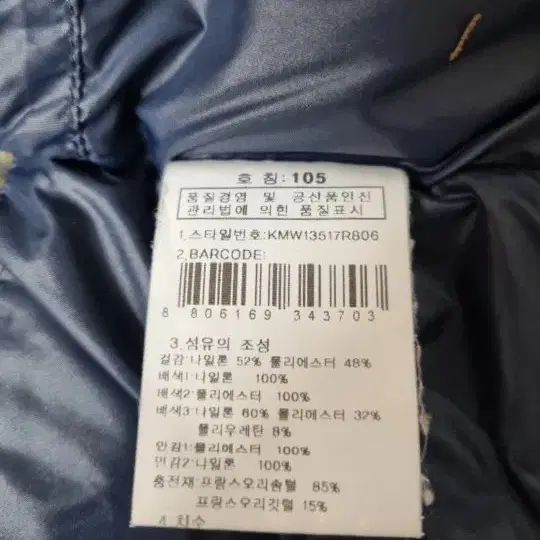 호 칭:105
품질경영 및 공산품안전
관리법에 의한 품질표시
1.스타일번호:KMW13517R806
2.BARCODE:
8 806169 343703
3.섬유의 조성
겉감:나일론 52% 폴리에스터 48%
배색1:나일론 100%
배색2:폴리에스터 100%
배색3:나일론 60% 폴리에스터 32%
폴리우레탄 8%
안감1:폴리에스터 100%
안감2:나일론 100%
충전재:프랑스오리솜털 85%
프랑스오리깃털 15%
4.치수